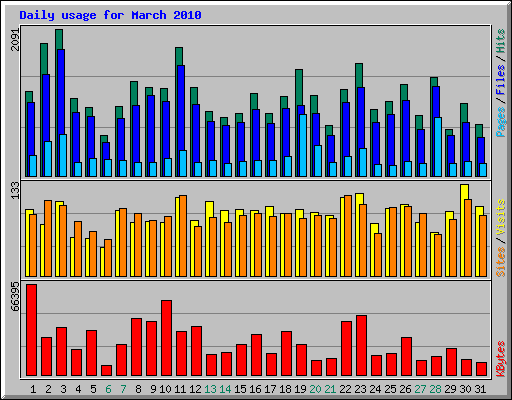 Daily usage for March 2010
2091
Pages/Files/Hits
133
Sites/Visits
66395
KBytes
1 2 3 4 5 6 7 8 9 10 11 12 13 14 15 16 17 18 19 20 21 22 23 24 25 26 27 28 29 30 31